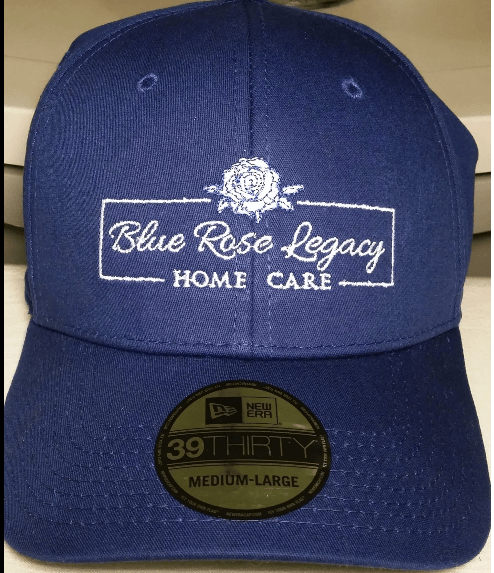 Blue Rose Legacy
HOME CARE
NEW ERA
39THIRTY
MEDIUM-LARGE